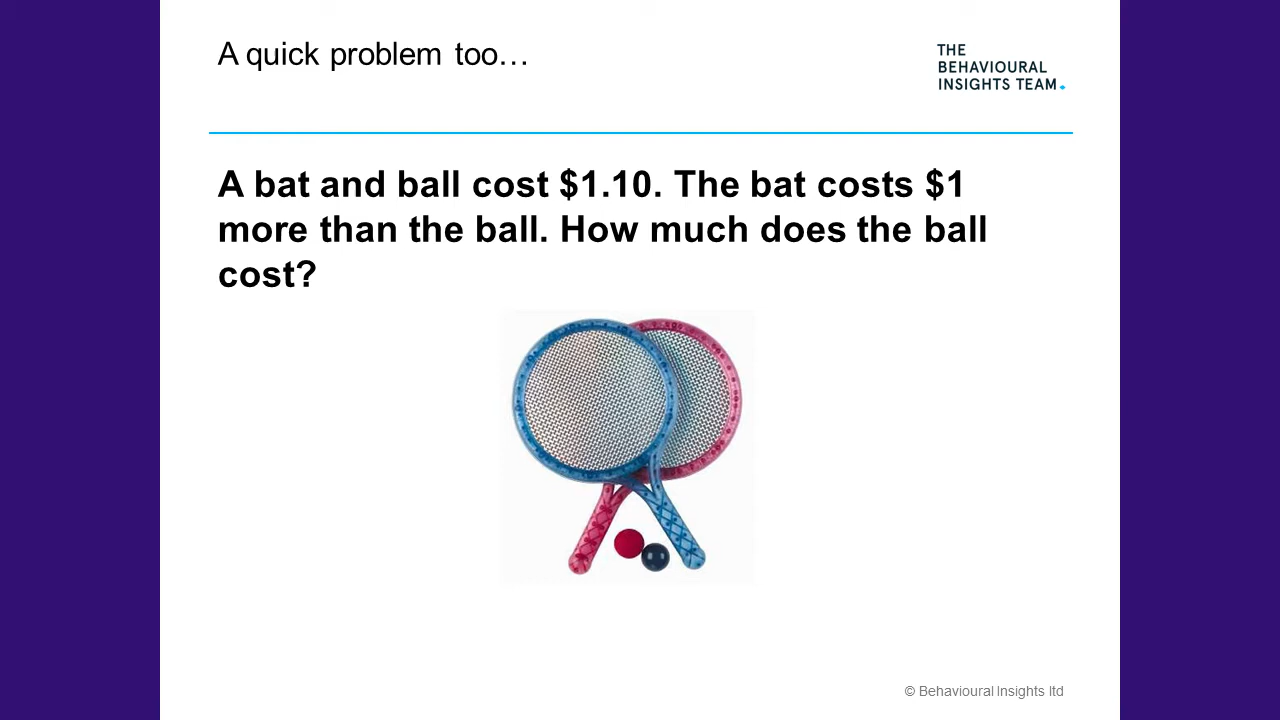 A quick problem too…
THE
BEHAVIOURAL
INSIGHTS TEAM.
A bat and ball cost $1.10. The bat costs $1
more than the ball. How much does the ball
cost?
© Behavioural Insights ltd